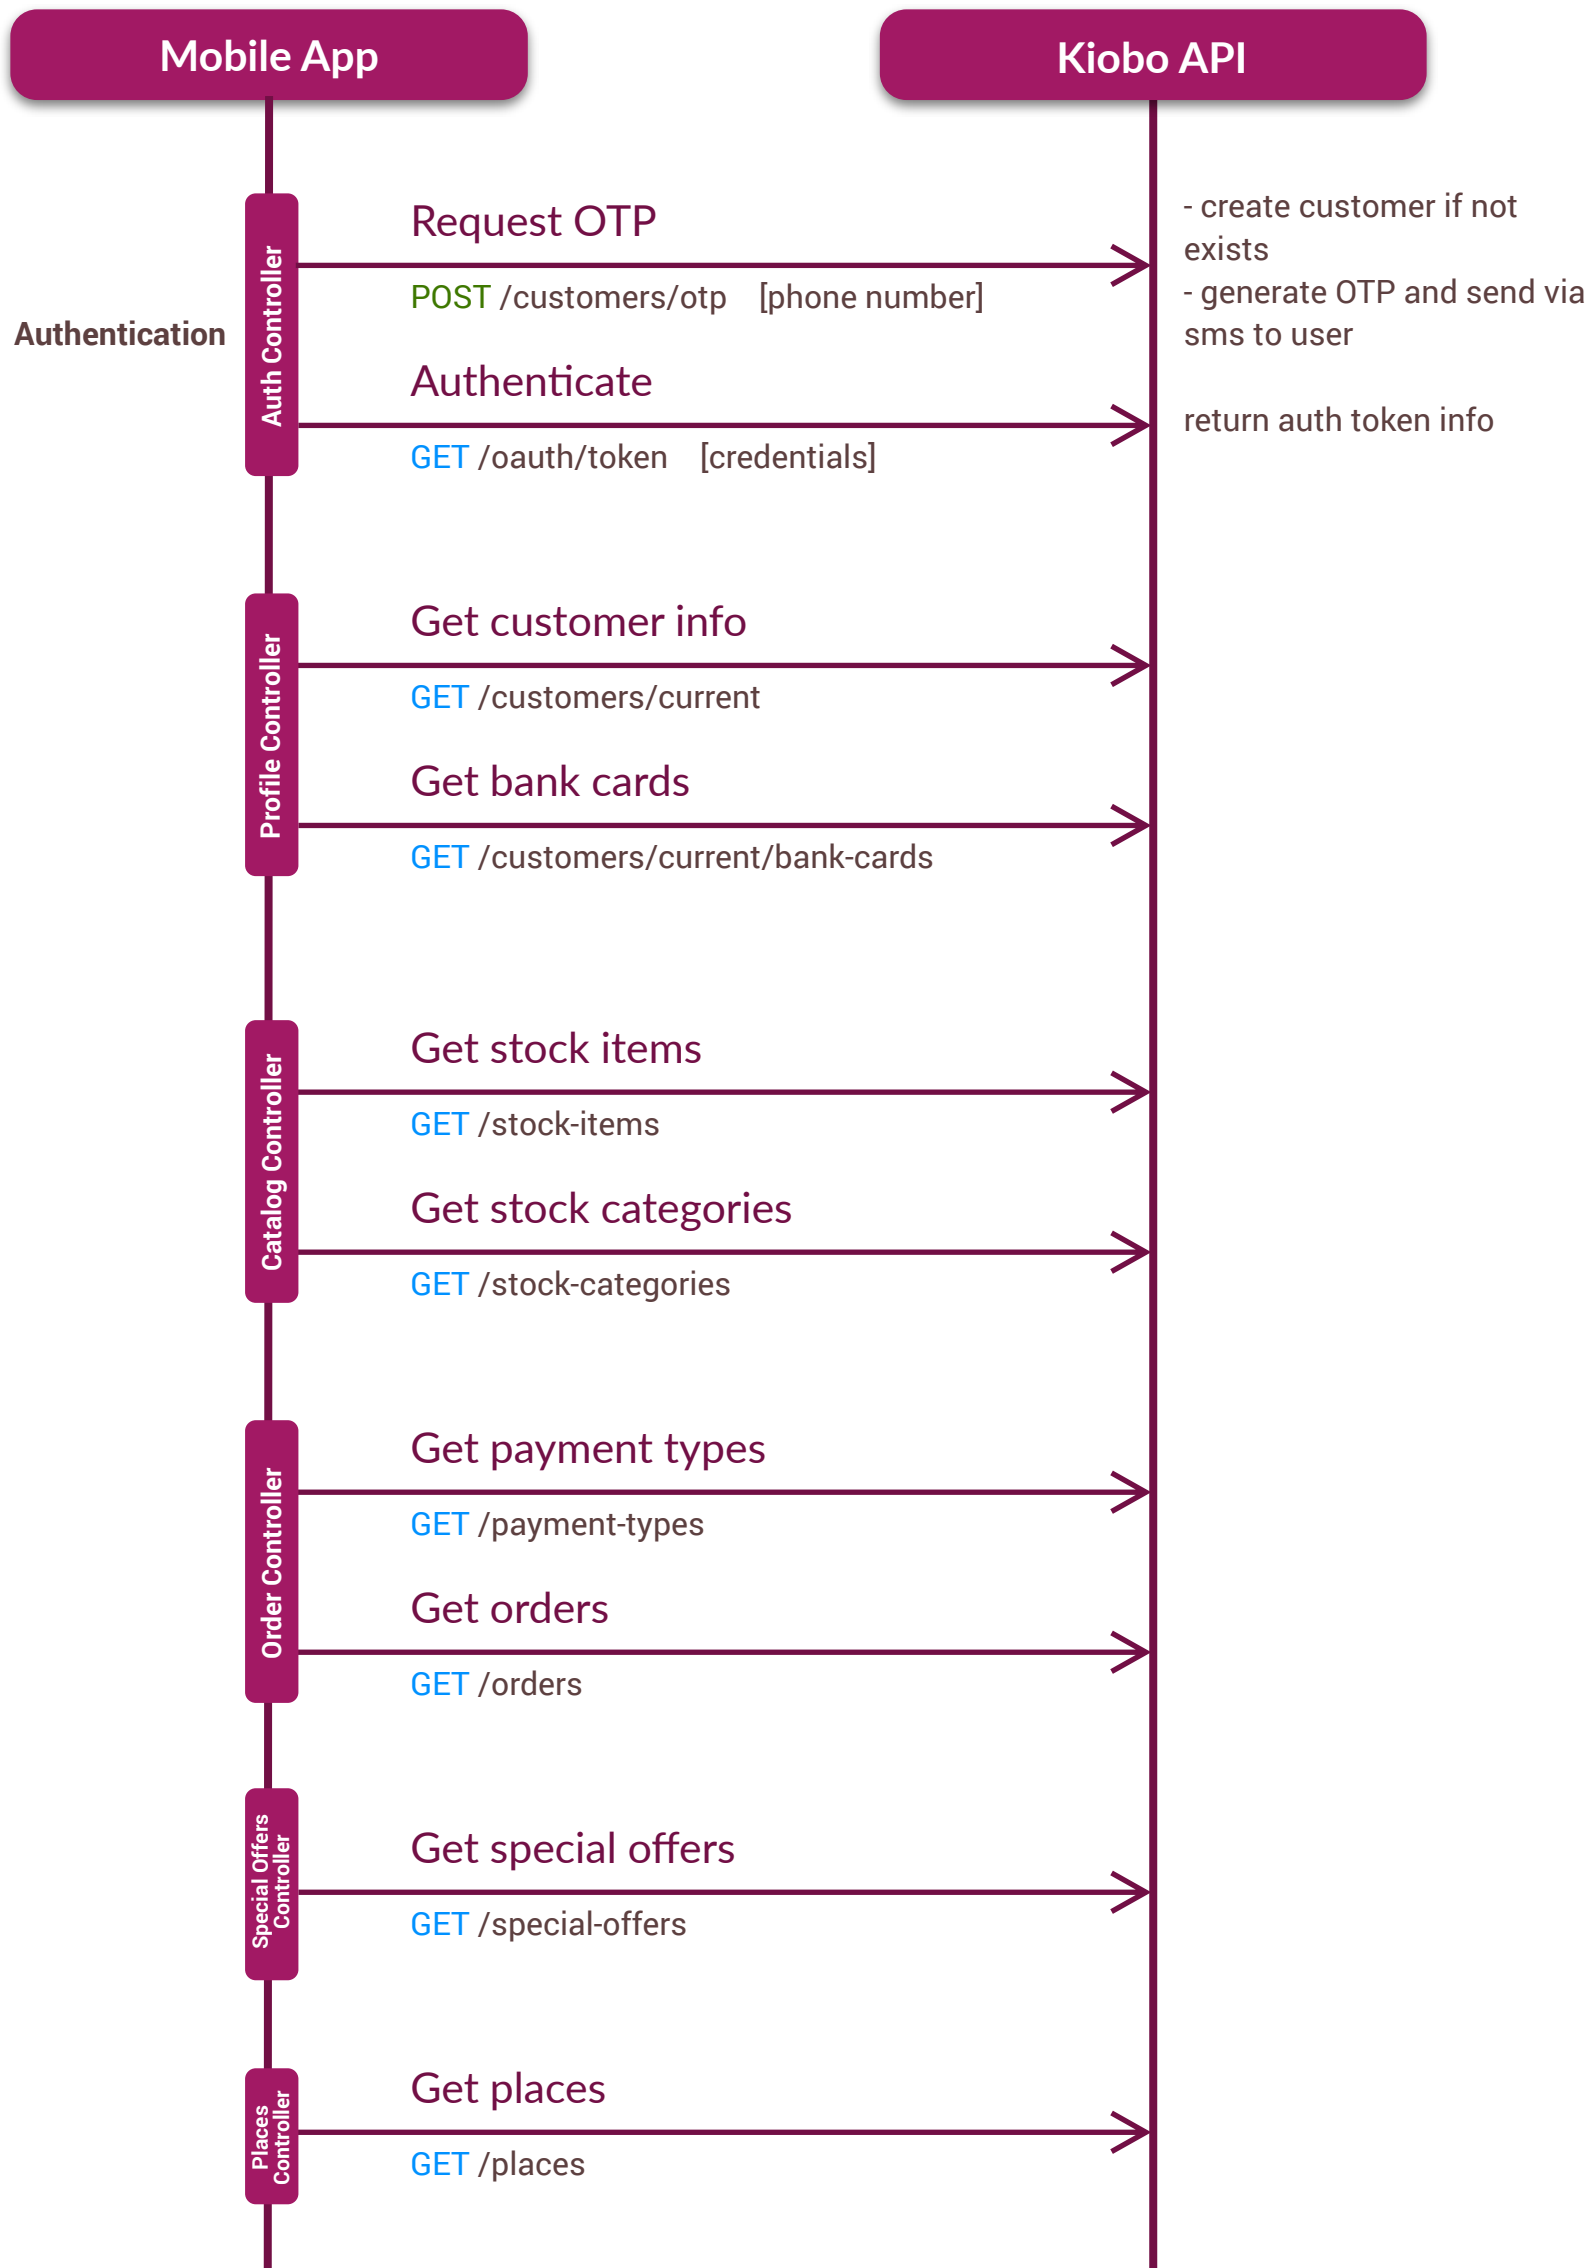 Mobile App
Kiobo API
Authentication
Auth Controller
Request OTP
POST /customers/otp [phone number]
- create customer if not
exists
- generate OTP and send via
sms to user
Authenticate
GET /oauth/token [credentials]
return auth token info
Profile Controller
Get customer info
GET /customers/current
Get bank cards
GET /customers/current/bank-cards
Catalog Controller
Get stock items
GET /stock-items
Get stock categories
GET /stock-categories
Order Controller
Get payment types
GET /payment-types
Get orders
GET /orders
Special Offers
Controller
Get special offers
GET /special-offers
Places
Controller
Get places
GET /places